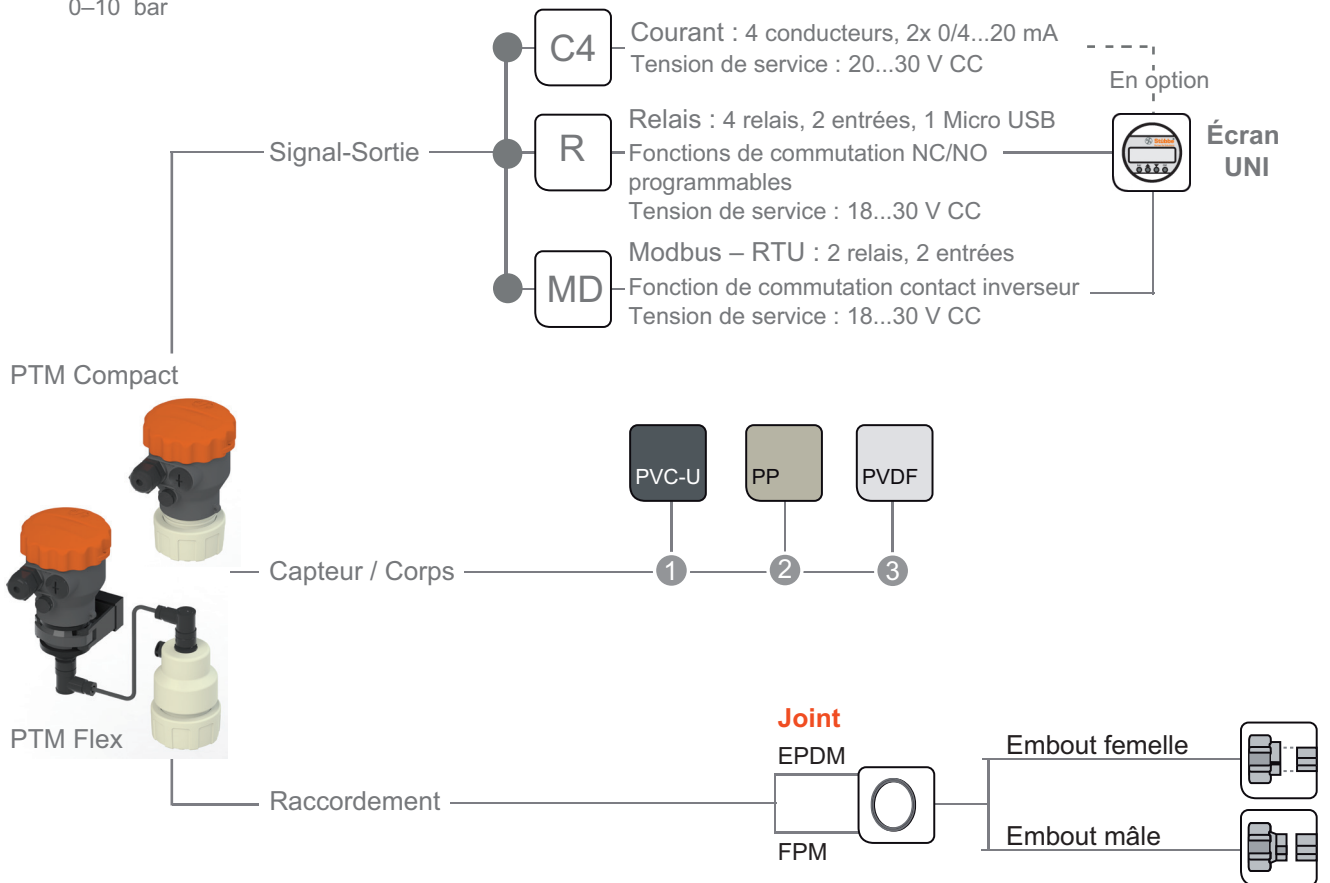 0–10 bar
C4
Courant : 4 conducteurs, 2x 0/4...20 mA
Tension de service : 20...30 V CC
En option
Signal-Sortie
R
Relais : 4 relais, 2 entrées, 1 Micro USB
Fonctions de commutation NC/NO
programmables
Tension de service : 18...30 V CC
Écran
UNI
MD
Modbus – RTU : 2 relais, 2 entrées
Fonction de commutation contact inverseur
Tension de service : 18...30 V CC
PTM Compact
PVC-U
PP
PVDF
Capteur / Corps
1
2
3
PTM Flex
Joint
EPDM
Raccordement
FPM
Embout femelle
Embout mâle